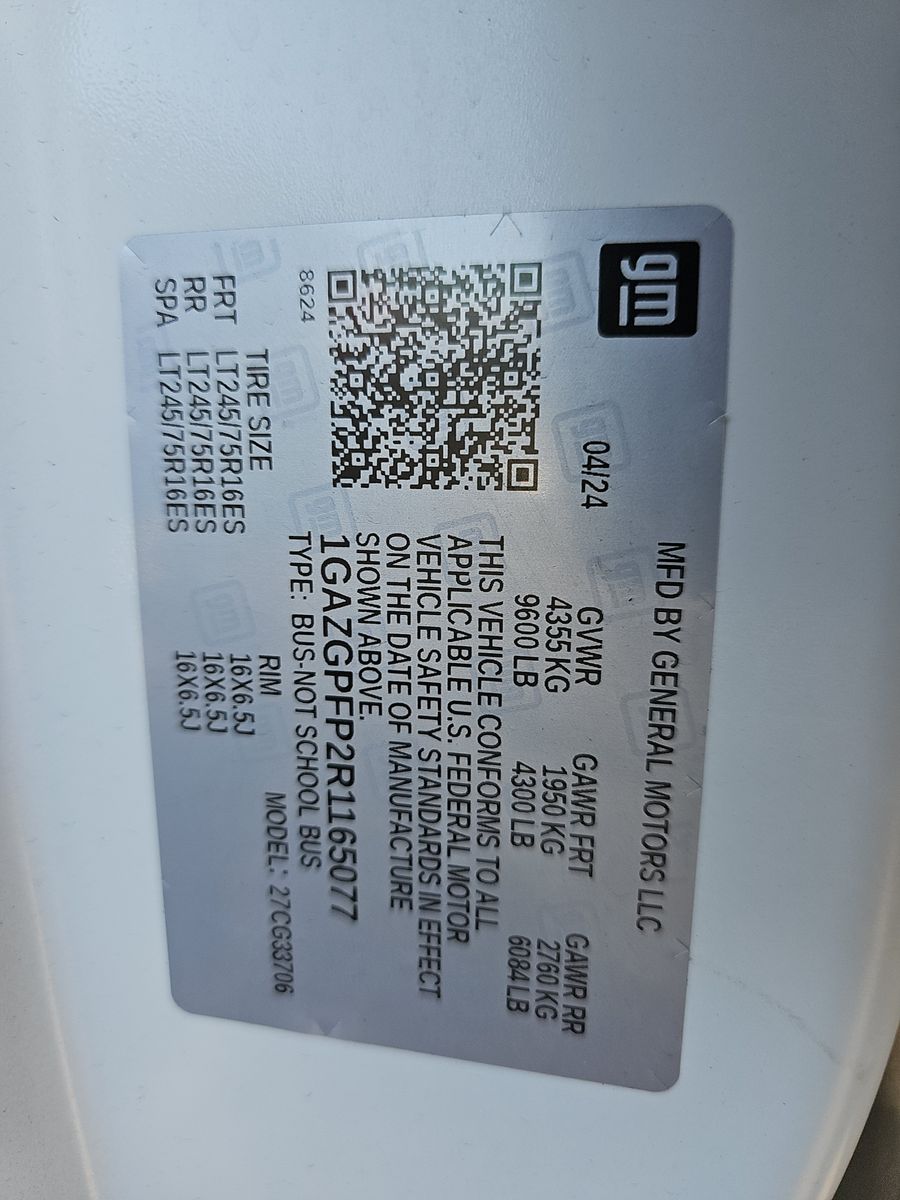 gm
MFD BY GENERAL MOTORS LLC
04/24
GVWR GAWR FRT GAWR RR
4355 KG 1950 KG 2760 KG
9600 LB 4300 LB 6084 LB
THIS VEHICLE CONFORMS TO ALL
APPLICABLE U.S. FEDERAL MOTOR
VEHICLE SAFETY STANDARDS IN EFFECT
ON THE DATE OF MANUFACTURE
SHOWN ABOVE.
1GAZGPFP2R1165077
8624
TYPE: BUS-NOT SCHOOL BUS
MODEL: 27CG33706
TIRE SIZE RIM
FRT LT245/75R16ES 16X6.5J
RR LT245/75R16ES 16X6.5J
SPA LT245/75R16ES 16X6.5J